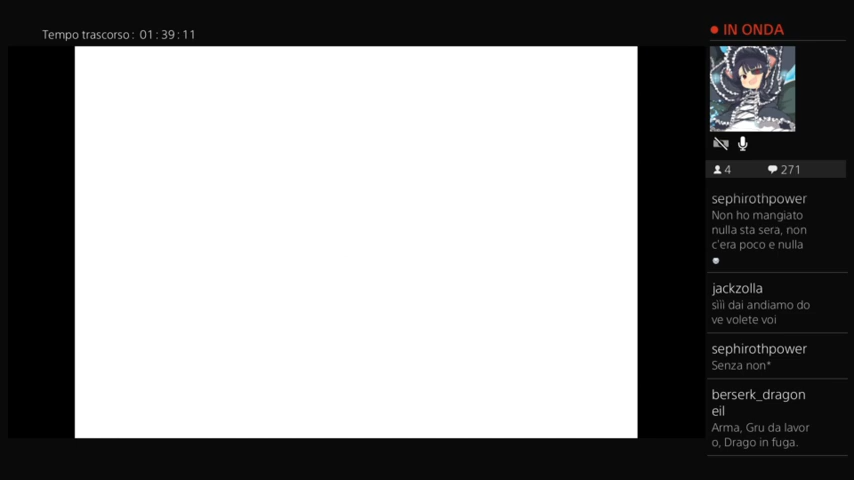 Tempo trascorso: 01:39:11
IN ONDA
4 271
sephirothpower
Non ho mangiato
nulla sta sera, non
c'era poco e nulla
jackzolla
sììì dai andiamo do
ve volete voi
sephirothpower
Senza non*
berserk_dragon
eil
Arma, Gru da lavor
o, Drago in fuga.